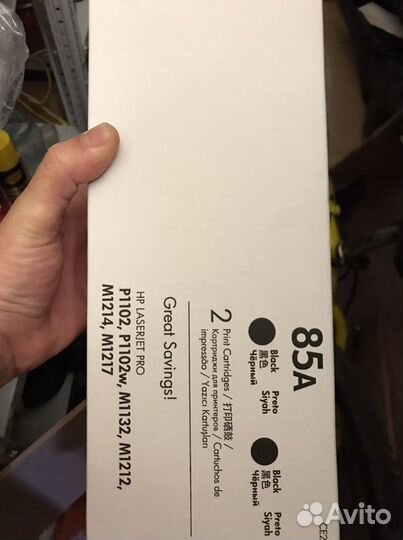 85A
Black Preto
黑色 Siyah
Чёрный
Black Preto
黑色 Siyah
Чёрный
CE2
2 Print Cartridges / 打印硒鼓 /
Картриджи для принтеров / Cartuchos de
impressão / Yazıcı Kartuşları
Great Savings!
HP LASERJET PRO
P1102, P1102w, M1132, M1212,
M1214, M1217
Avito